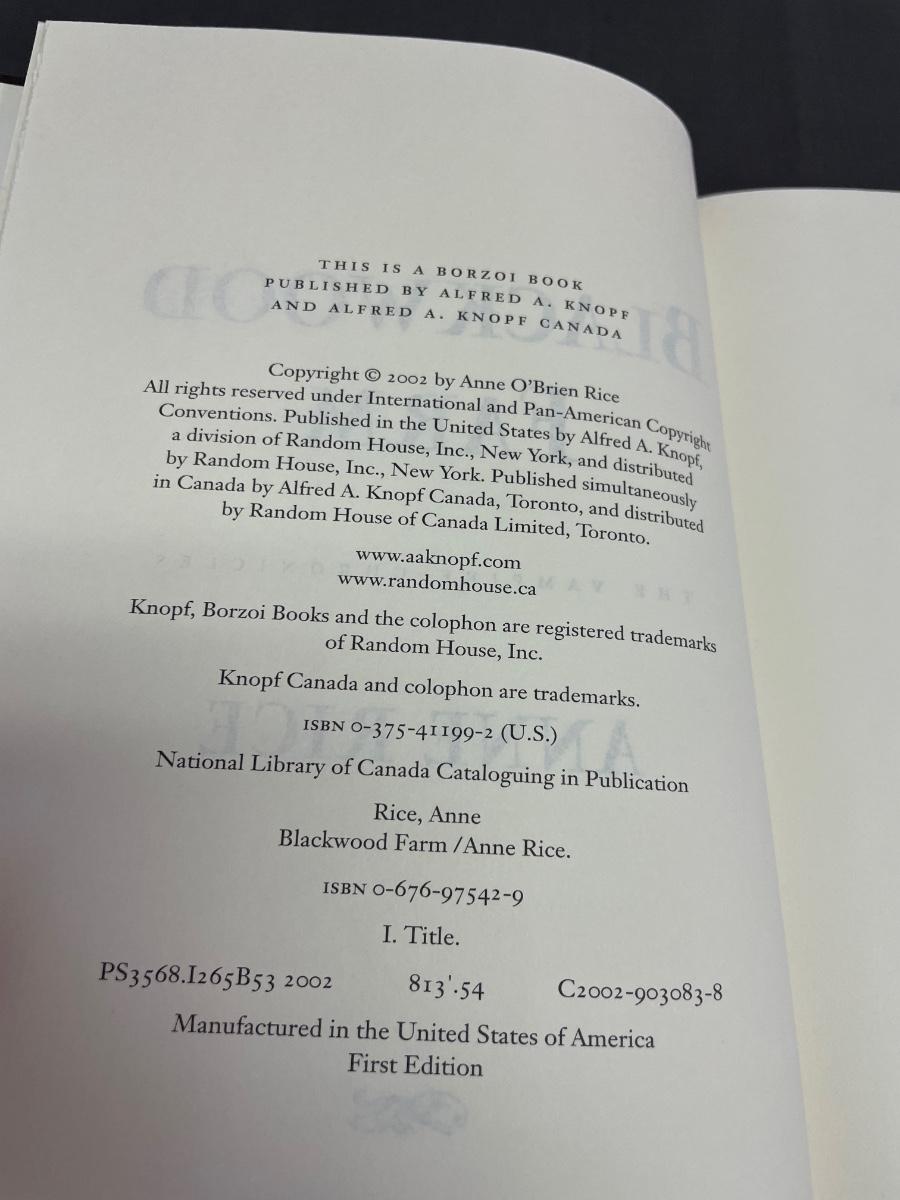 THIS IS A BORZOI BOOK
PUBLISHED BY ALFRED A. KNOPF
AND ALFRED A. KNOPF CANADA
Copyright © 2002 by Anne O'Brien Rice
All rights reserved under International and Pan-American Copyright
Conventions. Published in the United States by Alfred A. Knopf,
a division of Random House, Inc., New York, and distributed
by Random House, Inc., New York. Published simultaneously
in Canada by Alfred A. Knopf Canada, Toronto, and distributed
by Random House of Canada Limited, Toronto.
www.aaknopf.com
www.randomhouse.ca
Knopf, Borzoi Books and the colophon are registered trademarks
of Random House, Inc.
Knopf Canada and colophon are trademarks.
ISBN 0-375-41199-2 (U.S.)
National Library of Canada Cataloguing in Publication
Rice, Anne
Blackwood Farm /Anne Rice.
ISBN 0-676-97542-9
I. Title.
PS3568.I265B53 2002 813'.54 C2002-903083-8
Manufactured in the United States of America
First Edition